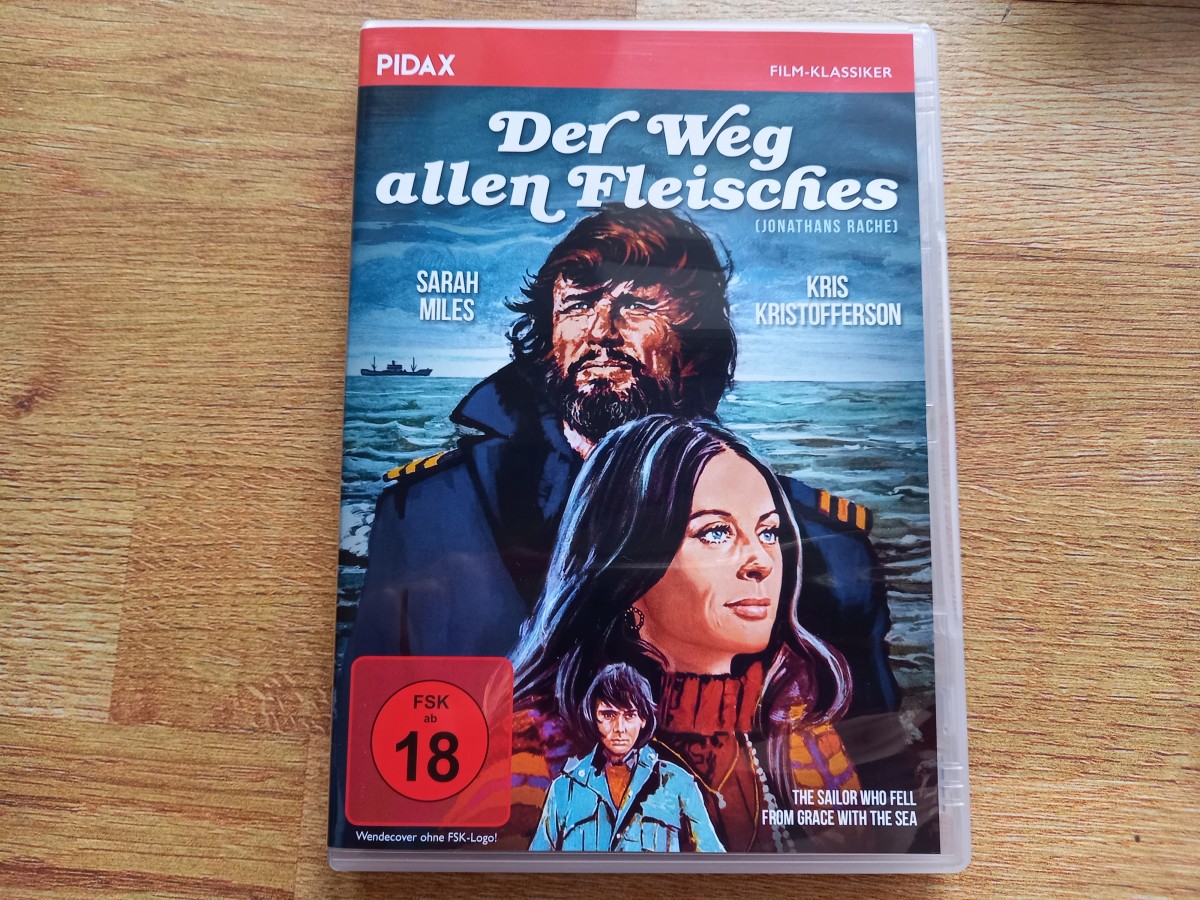 PIDAX
FILM-KLASSIKER
Der Weg
allen Fleisches
(JONATHANS RACHE)
SARAH
MILES
KRIS
KRISTOFFERSON
FSK
ab
18
THE SAILOR WHO FELL
FROM GRACE WITH THE SEA
Wendecover ohne FSK-Logo!